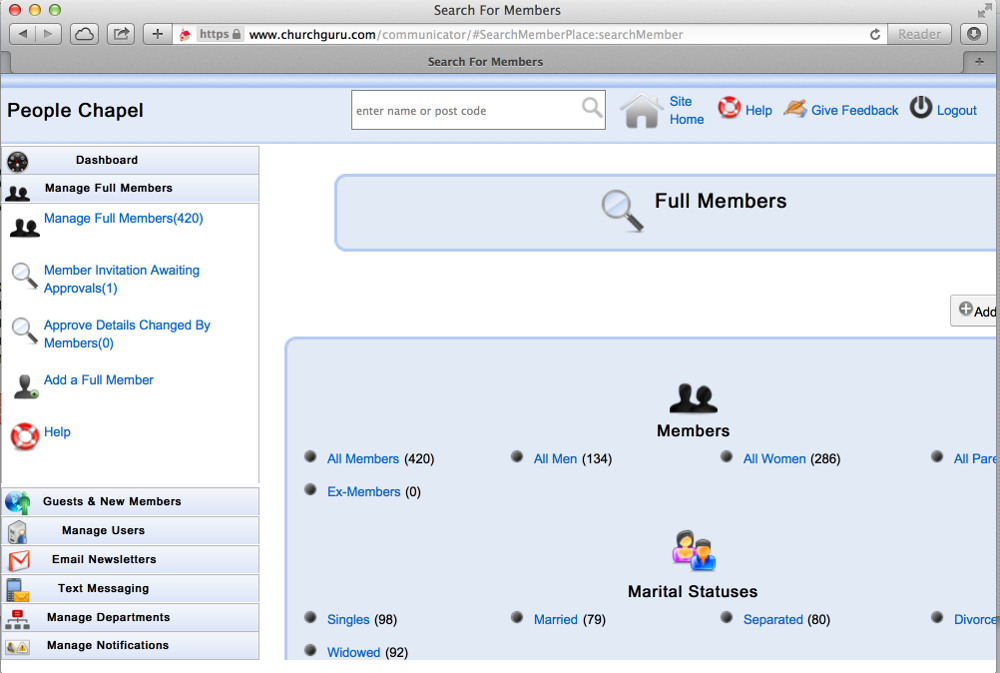 Search For Members
https www.churchguru.com/communicator/#SearchMemberPlace:searchMember
Reader
Search For Members
People Chapel
enter name or post code
Site
Home
Help
Give Feedback
Logout
Dashboard
Manage Full Members
Manage Full Members(420)
Member Invitation Awaiting
Approvals(1)
Approve Details Changed By
Members(0)
Add a Full Member
Help
Guests & New Members
Manage Users
Email Newsletters
Text Messaging
Manage Departments
Manage Notifications
Full Members
Add
Members
All Members (420)
All Men (134)
All Women (286)
All Pare
Ex-Members (0)
Marital Statuses
Singles (98)
Married (79)
Separated (80)
Divorce
Widowed (92)